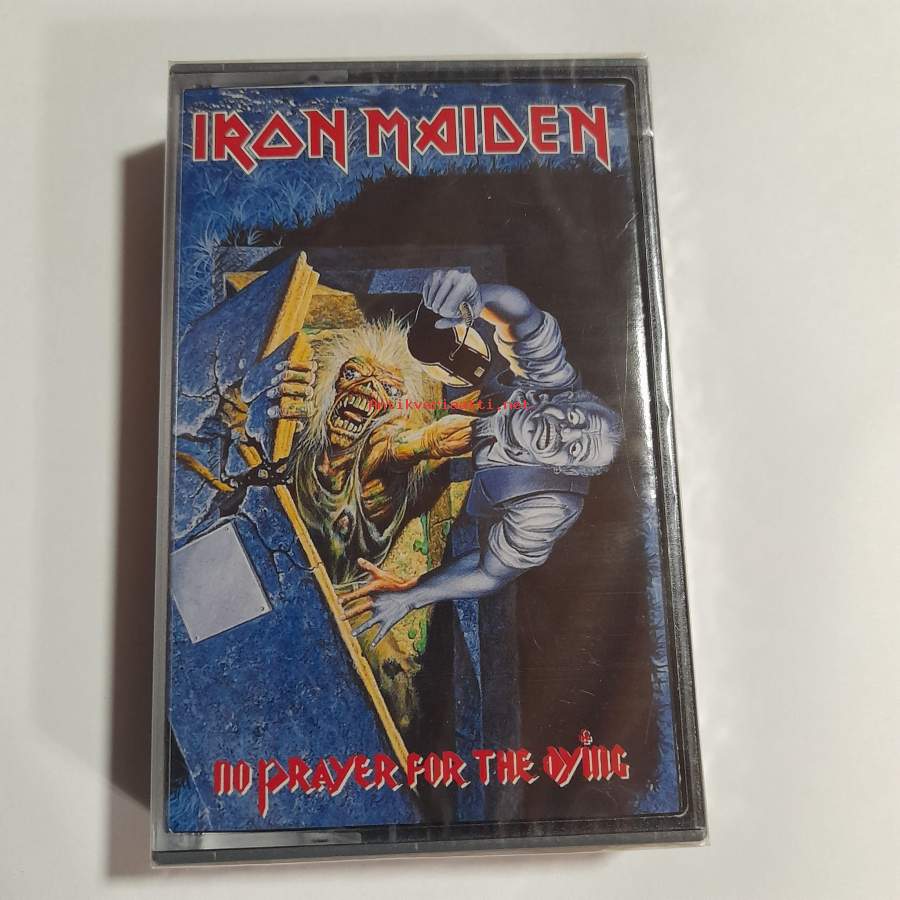 IRON MAIDEN
Antikvariaatti.net
NO PRAYER FOR THE DYING